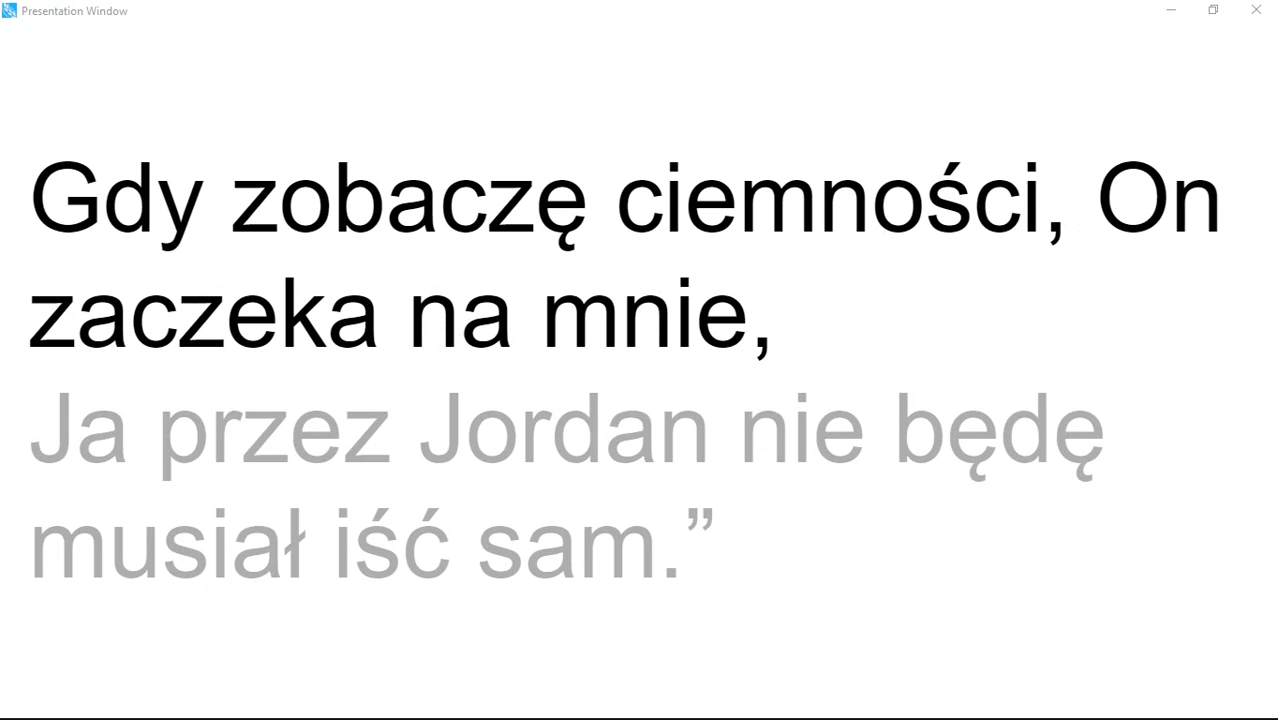 Presentation Window
Gdy zobaczę ciemności, On
zaczeka na mnie,
Ja przez Jordan nie będę
musiał iść sam.”